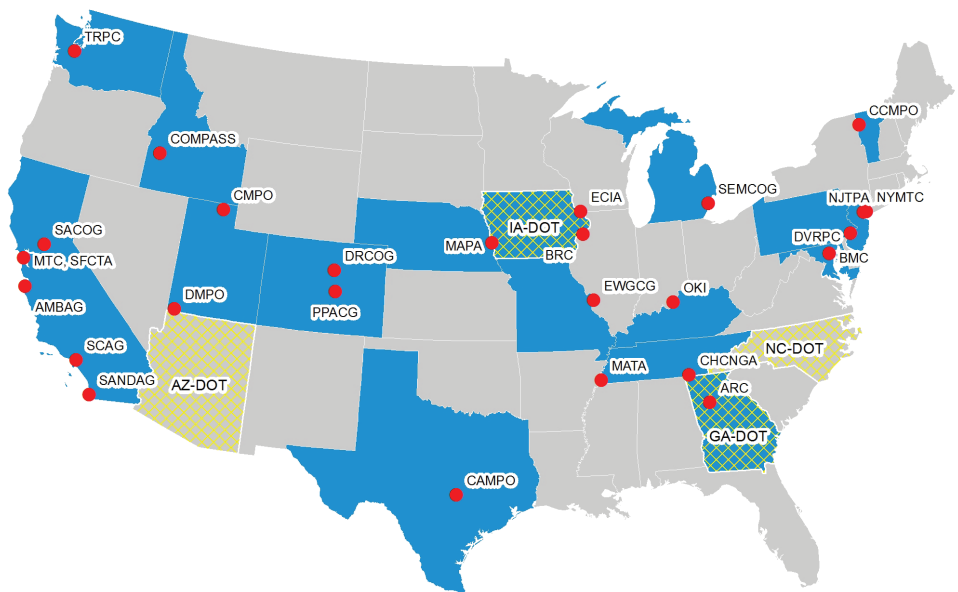 TRPC
CCMPO
COMPASS
CMPO
ECIA
SEMCOG
NJTPA
NYMTC
SACOG
IA-DOT
DVRPC
MTC, SFCTA
DRCOG
MAPA
BRC
BMC
AMBAG
DMPO
PPACG
EWGCG
OKI
SCAG
NC-DOT
SANDAG
AZ-DOT
MATA
CHCNGA
ARC
GA-DOT
CAMPO